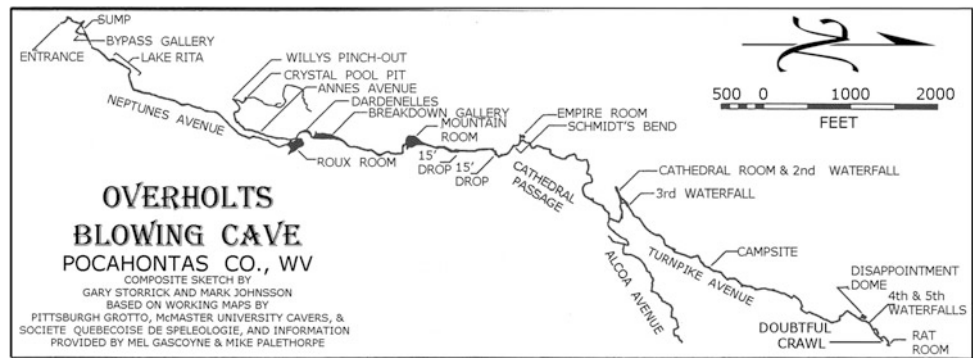 SUMP
BYPASS GALLERY
ENTRANCE
LAKE RITA
NEPTUNES AVENUE
WILLYS PINCH-OUT
CRYSTAL POOL PIT
ANNES AVENUE
DARDENELLES
BREAKDOWN GALLERY
MOUNTAIN
ROOM
ROUX ROOM
15'
DROP
15'
DROP
EMPIRE ROOM
SCHMIDT'S BEND
CATHEDRAL
PASSAGE
500 0 1000 2000
FEET
CATHEDRAL ROOM & 2nd WATERFALL
3rd WATERFALL
CAMPSITE
TURNPIKE AVENUE
ALCOA AVENUE
DISAPPOINTMENT
DOME
4th & 5th
WATERFALLS
DOUBTFUL
CRAWL
RAT
ROOM
OVERHOLTS
BLOWING CAVE
POCAHONTAS CO., WV
COMPOSITE SKETCH BY
GARY STORRICK AND MARK JOHNSSON
BASED ON WORKING MAPS BY
PITTSBURGH GROTTO, McMASTER UNIVERSITY CAVERS, &
SOCIETE QUEBECOISE DE SPELEOLOGIE, AND INFORMATION
PROVIDED BY MEL GASCOYNE & MIKE PALETHORPE